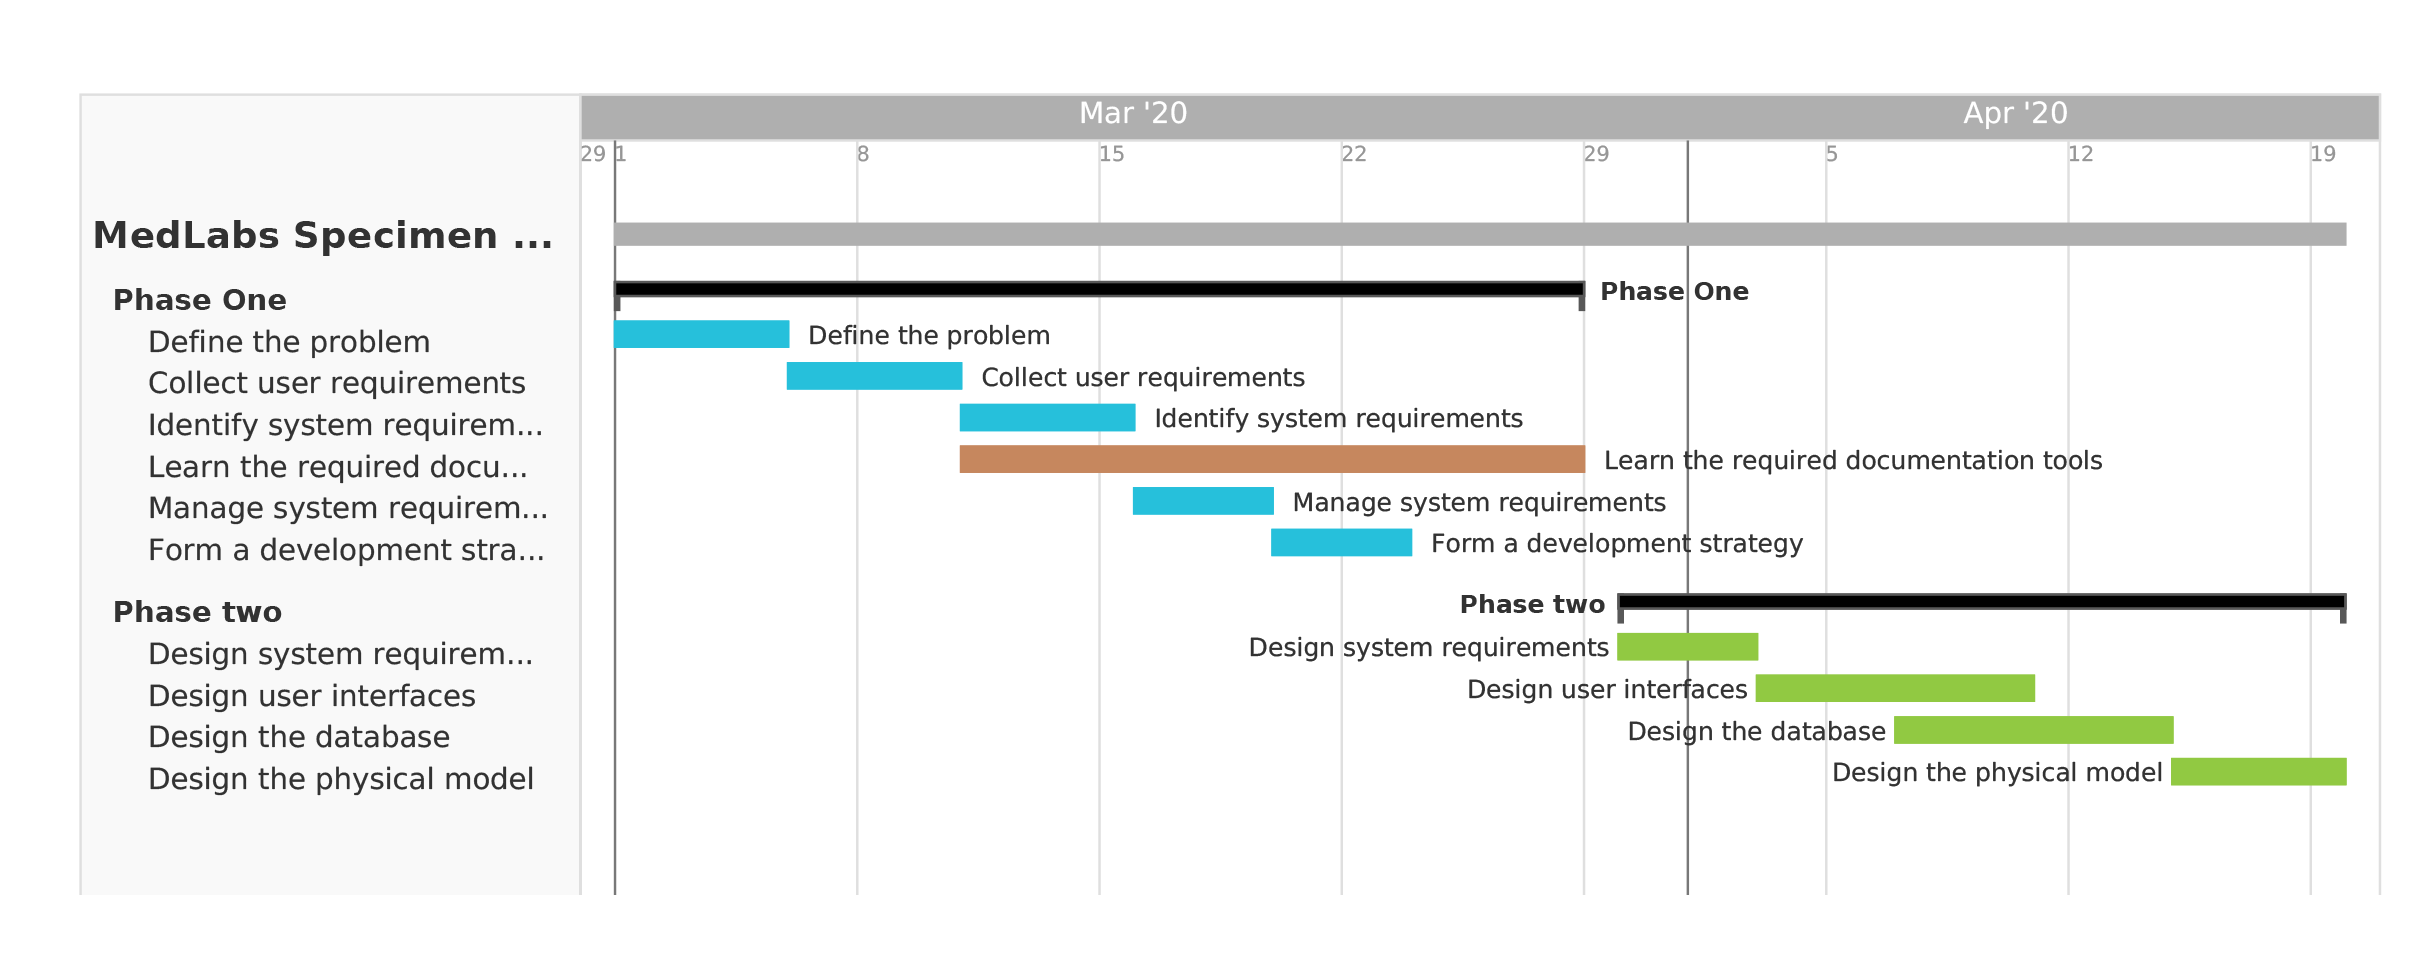 Mar '20 Apr '20
29 1 8 15 22 29 5 12 19
MedLabs Specimen ...
Phase One Phase One
Define the problem Define the problem
Collect user requirements Collect user requirements
Identify system requirem... Identify system requirements
Learn the required docu... Learn the required documentation tools
Manage system requirem... Manage system requirements
Form a development stra... Form a development strategy
Phase two Phase two
Design system requirem... Design system requirements
Design user interfaces Design user interfaces
Design the database Design the database
Design the physical model Design the physical model